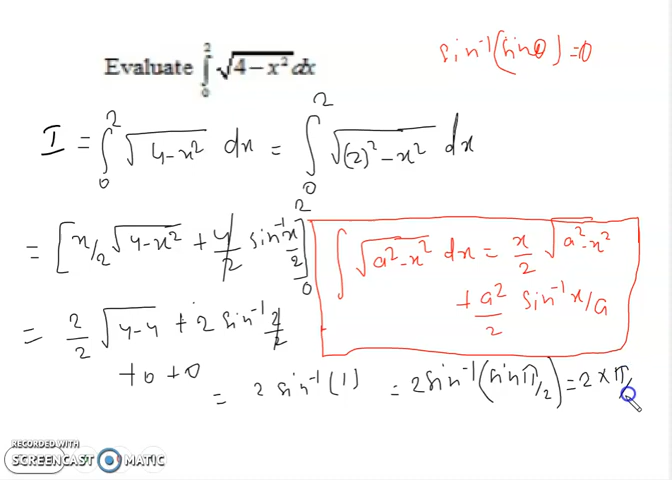 sin⁻¹(sinθ) = θ
Evaluate ∫₀² √(4 − x²) dx
I = ∫₀² √(4 − x²) dx = ∫₀² √((2)² − x²) dx
= [x/2 √(4 − x²) + 4/2 sin⁻¹ x/2]₀²
∫ √(a² − x²) dx = x/2 √(a² − x²)
+ a²/2 sin⁻¹ x/a
= 2/2 √(4 − 4) + 2 sin⁻¹ 2/2
+ 0 + 0
= 2 sin⁻¹(1) = 2 sin⁻¹(sin π/2) = 2 × π/
RECORDED WITH
SCREENCAST MATIC